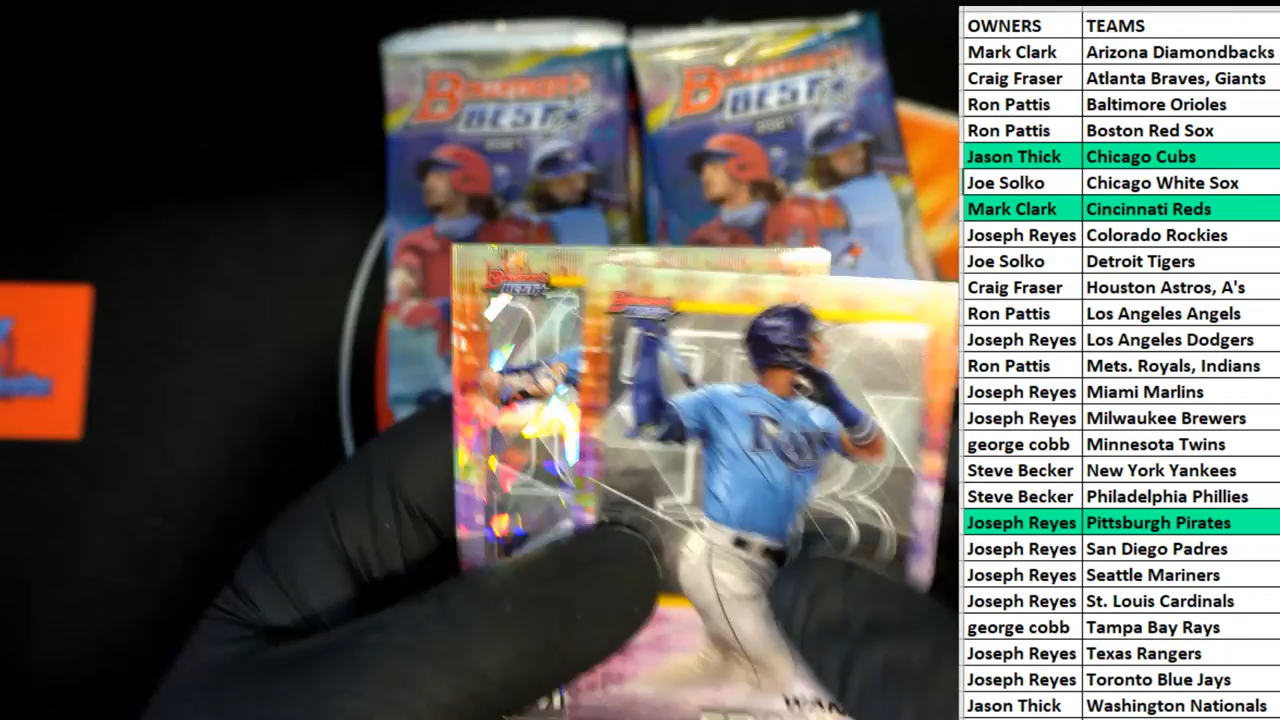 OWNERS TEAMS
Mark Clark Arizona Diamondbacks
Craig Fraser Atlanta Braves, Giants
Ron Pattis Baltimore Orioles
Ron Pattis Boston Red Sox
Jason Thick Chicago Cubs
Joe Solko Chicago White Sox
Mark Clark Cincinnati Reds
Joseph Reyes Colorado Rockies
Joe Solko Detroit Tigers
Craig Fraser Houston Astros, A's
Ron Pattis Los Angeles Angels
Joseph Reyes Los Angeles Dodgers
Ron Pattis Mets. Royals, Indians
Joseph Reyes Miami Marlins
Joseph Reyes Milwaukee Brewers
george cobb Minnesota Twins
Steve Becker New York Yankees
Steve Becker Philadelphia Phillies
Joseph Reyes Pittsburgh Pirates
Joseph Reyes San Diego Padres
Joseph Reyes Seattle Mariners
Joseph Reyes St. Louis Cardinals
george cobb Tampa Bay Rays
Joseph Reyes Texas Rangers
Joseph Reyes Toronto Blue Jays
Jason Thick Washington Nationals
BOWMAN'S
BEST
2021
BOWMAN'S
BEST
2021